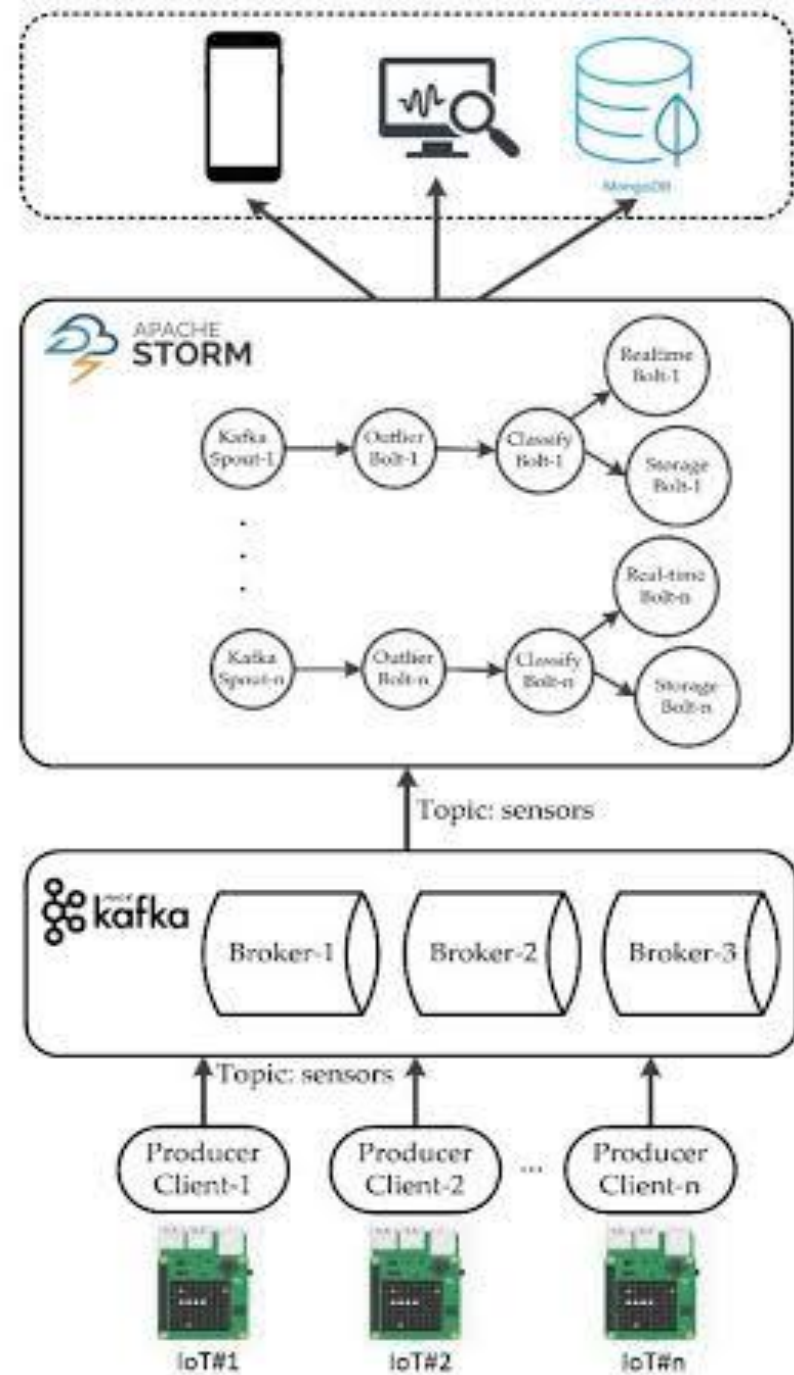 MongoDB
APACHE
STORM
Realtime
Bolt-1
Kafka
Spout-1
Outlier
Bolt-1
Classify
Bolt-1
Storage
Bolt-1
Real-time
Bolt-n
Kafka
Spout-n
Outlier
Bolt-n
Classify
Bolt-n
Storage
Bolt-n
Topic: sensors
kafka
Broker-1
Broker-2
Broker-3
Topic: sensors
Producer
Client-1
Producer
Client-2
...
Producer
Client-n
IoT#1
IoT#2
IoT#n